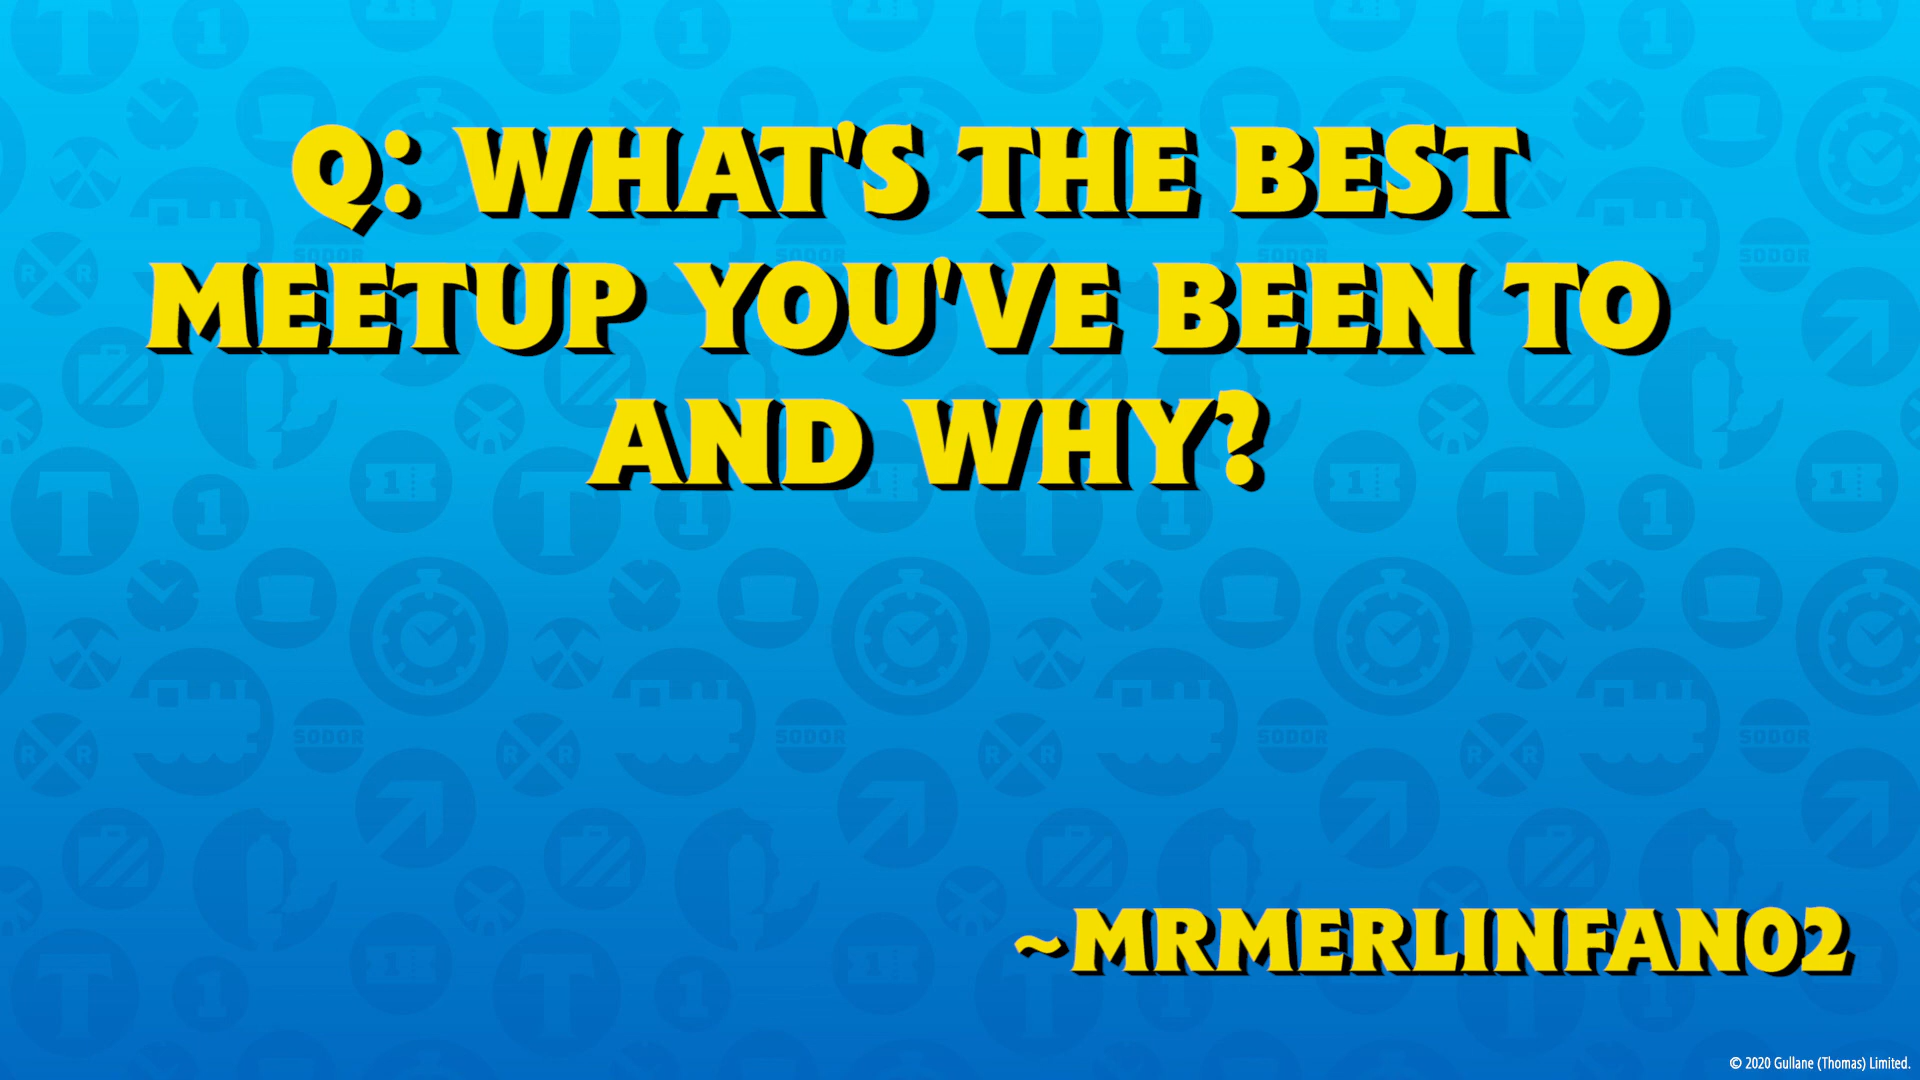 Q: WHAT'S THE BEST
MEETUP YOU'VE BEEN TO
AND WHY?
~MRMERLINFAN02
© 2020 Gullane (Thomas) Limited.